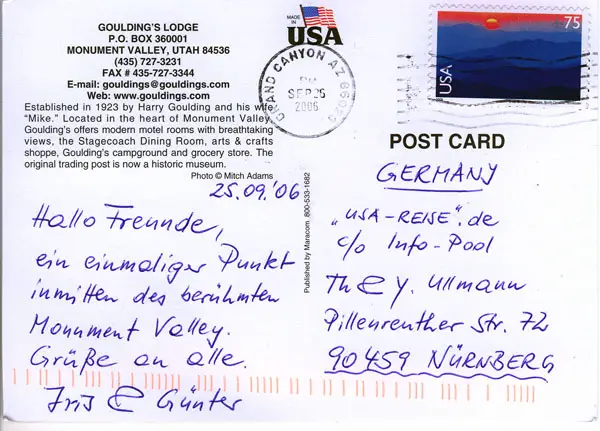 GOULDING'S LODGE
P.O. BOX 360001
MONUMENT VALLEY, UTAH 84536
(435) 727-3231
FAX # 435-727-3344
E-mail: gouldings@gouldings.com
Web: www.gouldings.com
Established in 1923 by Harry Goulding and his wife
"Mike." Located in the heart of Monument Valley,
Goulding's offers modern motel rooms with breathtaking
views, the Stagecoach Dining Room, arts & crafts
shoppe, Goulding's campground and grocery store. The
original trading post is now a historic museum.
Photo © Mitch Adams
MADE IN
USA
GRAND CANYON AZ 86023
PM
SEP 26
2006
75
USA
POST CARD
Published by Maracom. 800-533-1682
25.09.'06
Hallo Freunde,
ein einmaliger Punkt
inmitten des berühmten
Monument Valley.
Grüße an alle.
Iris & Günter
GERMANY
"USA-REISE".de
c/o Info-Pool
Th & Y. Ullmann
Pillenreuther Str. 72
90459 NÜRNBERG